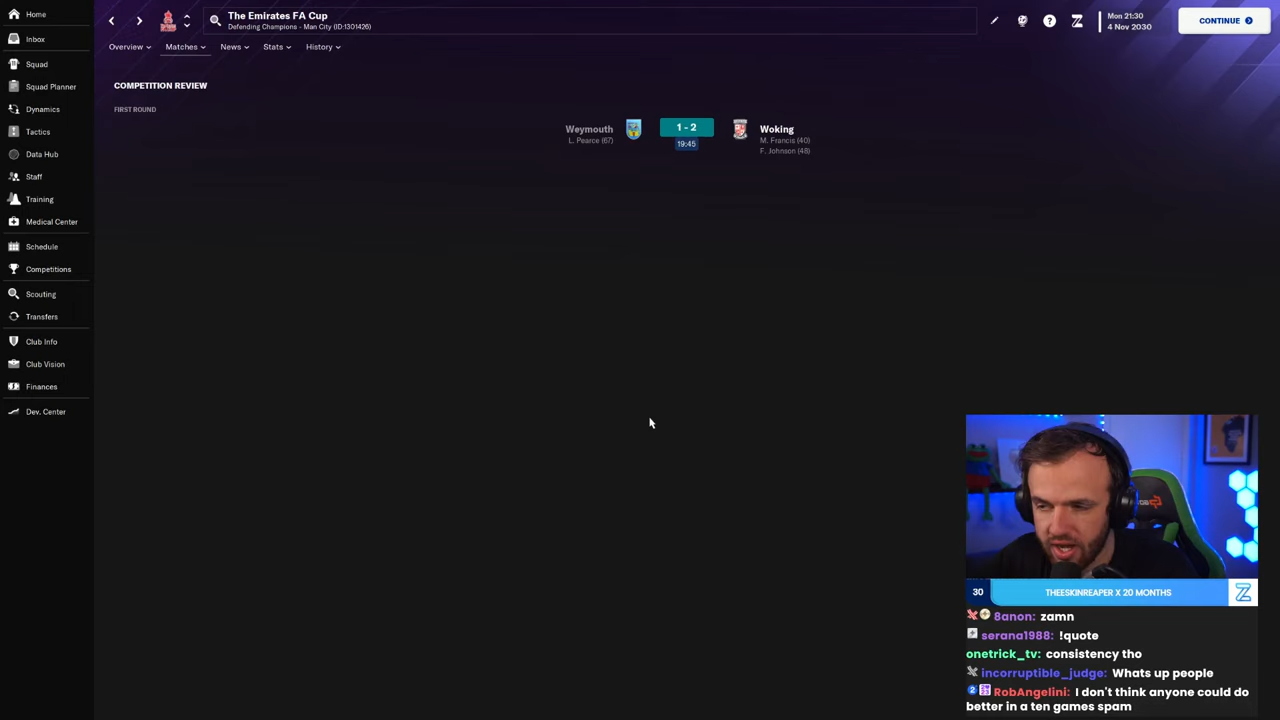 Home
Inbox
Squad
Squad Planner
Dynamics
Tactics
Data Hub
Staff
Training
Medical Center
Schedule
Competitions
Scouting
Transfers
Club Info
Club Vision
Finances
Dev. Center
The Emirates FA Cup
Defending Champions - Man City (ID:1301426)
Mon 21:30
4 Nov 2030
CONTINUE
Overview
Matches
News
Stats
History
COMPETITION REVIEW
FIRST ROUND
Weymouth
L. Pearce (67)
1 - 2
19:45
Woking
M. Francis (40)
F. Johnson (48)
30
THEESKINREAPER X 20 MONTHS
8anon: zamn
serana1988: !quote
onetrick_tv: consistency tho
incorruptible_judge: Whats up people
RobAngelini: I don't think anyone could do
better in a ten games spam